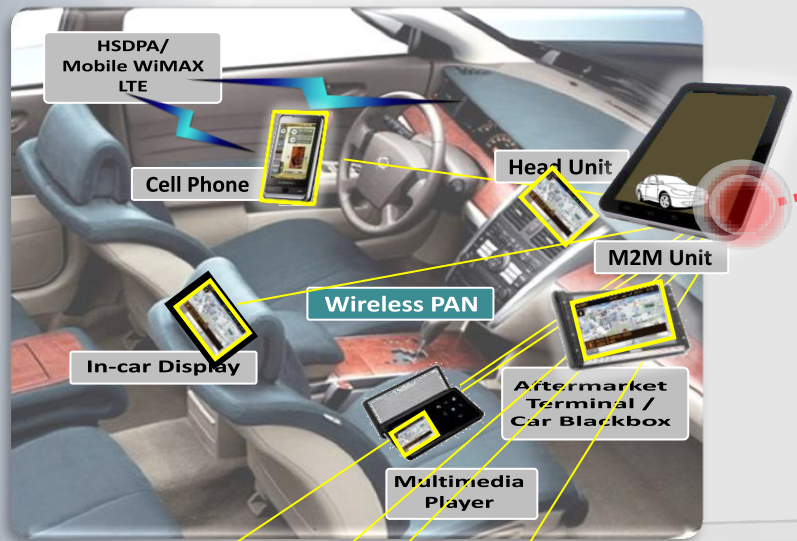 HSDPA/
Mobile WiMAX
LTE
Cell Phone
Head Unit
M2M Unit
Wireless PAN
In-car Display
Aftermarket
Terminal /
Car Blackbox
Multimedia
Player